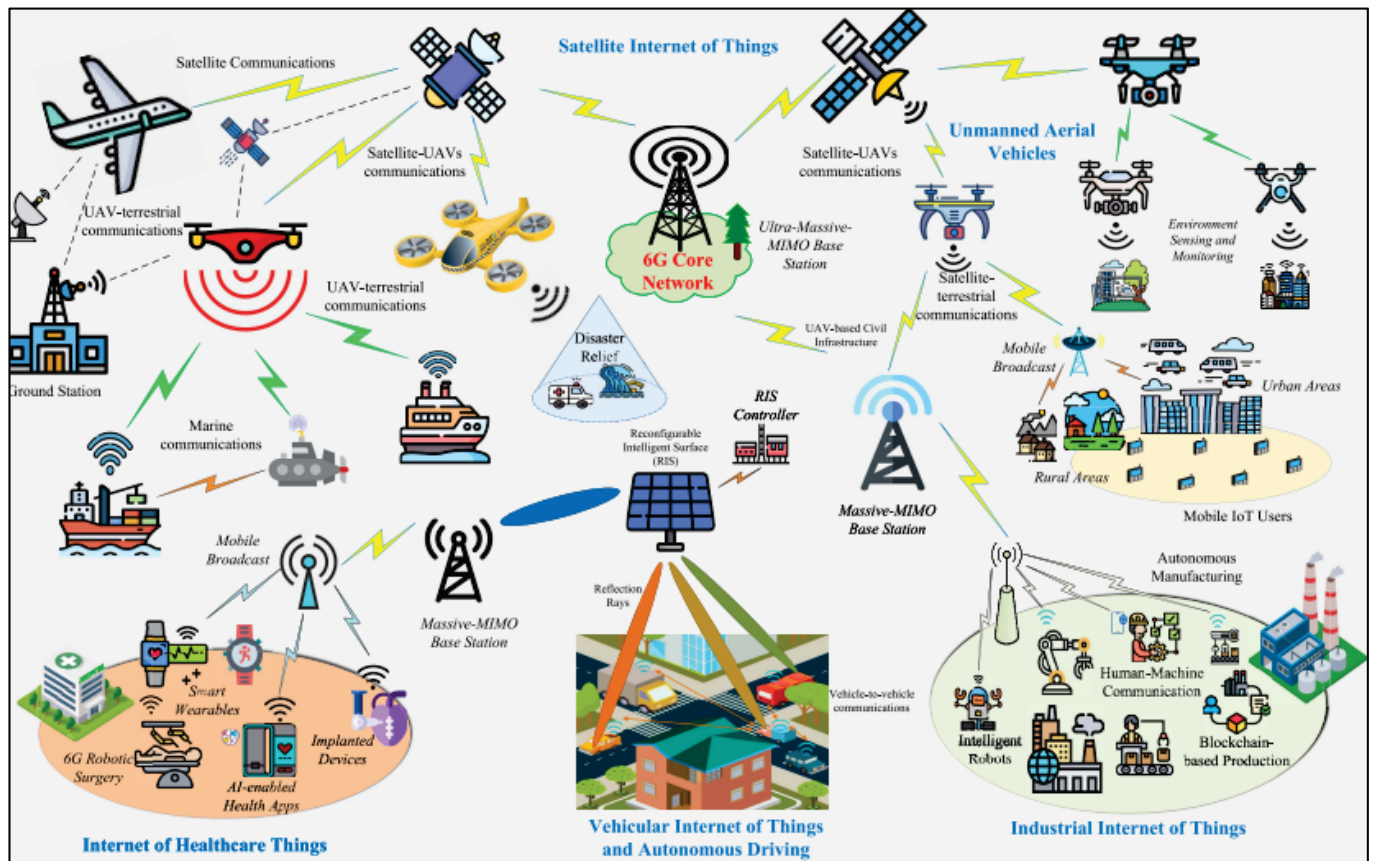 Satellite Internet of Things
Satellite Communications
Unmanned Aerial
Vehicles
Satellite-UAVs
communications
Satellite-UAVs
communications
UAV-terrestrial
communications
Ultra-Massive-
MIMO Base
Station
Environment
Sensing and
Monitoring
6G Core
Network
UAV-terrestrial
communications
Satellite-
terrestrial
communications
UAV-based Civil
Infrastructure
Disaster
Relief
Mobile
Broadcast
Urban Areas
Ground Station
RIS
Controller
Marine
communications
Reconfigurable
Intelligent Surface
(RIS)
Rural Areas
Massive-MIMO
Base Station
Mobile IoT Users
Mobile
Broadcast
Autonomous
Manufacturing
Reflection
Rays
Massive-MIMO
Base Station
Human-Machine
Communication
Smart
Wearables
Vehicle-to-vehicle
communications
Implanted
Devices
Intelligent
Robots
Blockchain-
based Production
6G Robotic
Surgery
AI-enabled
Health Apps
Vehicular Internet of Things
and Autonomous Driving
Industrial Internet of Things
Internet of Healthcare Things